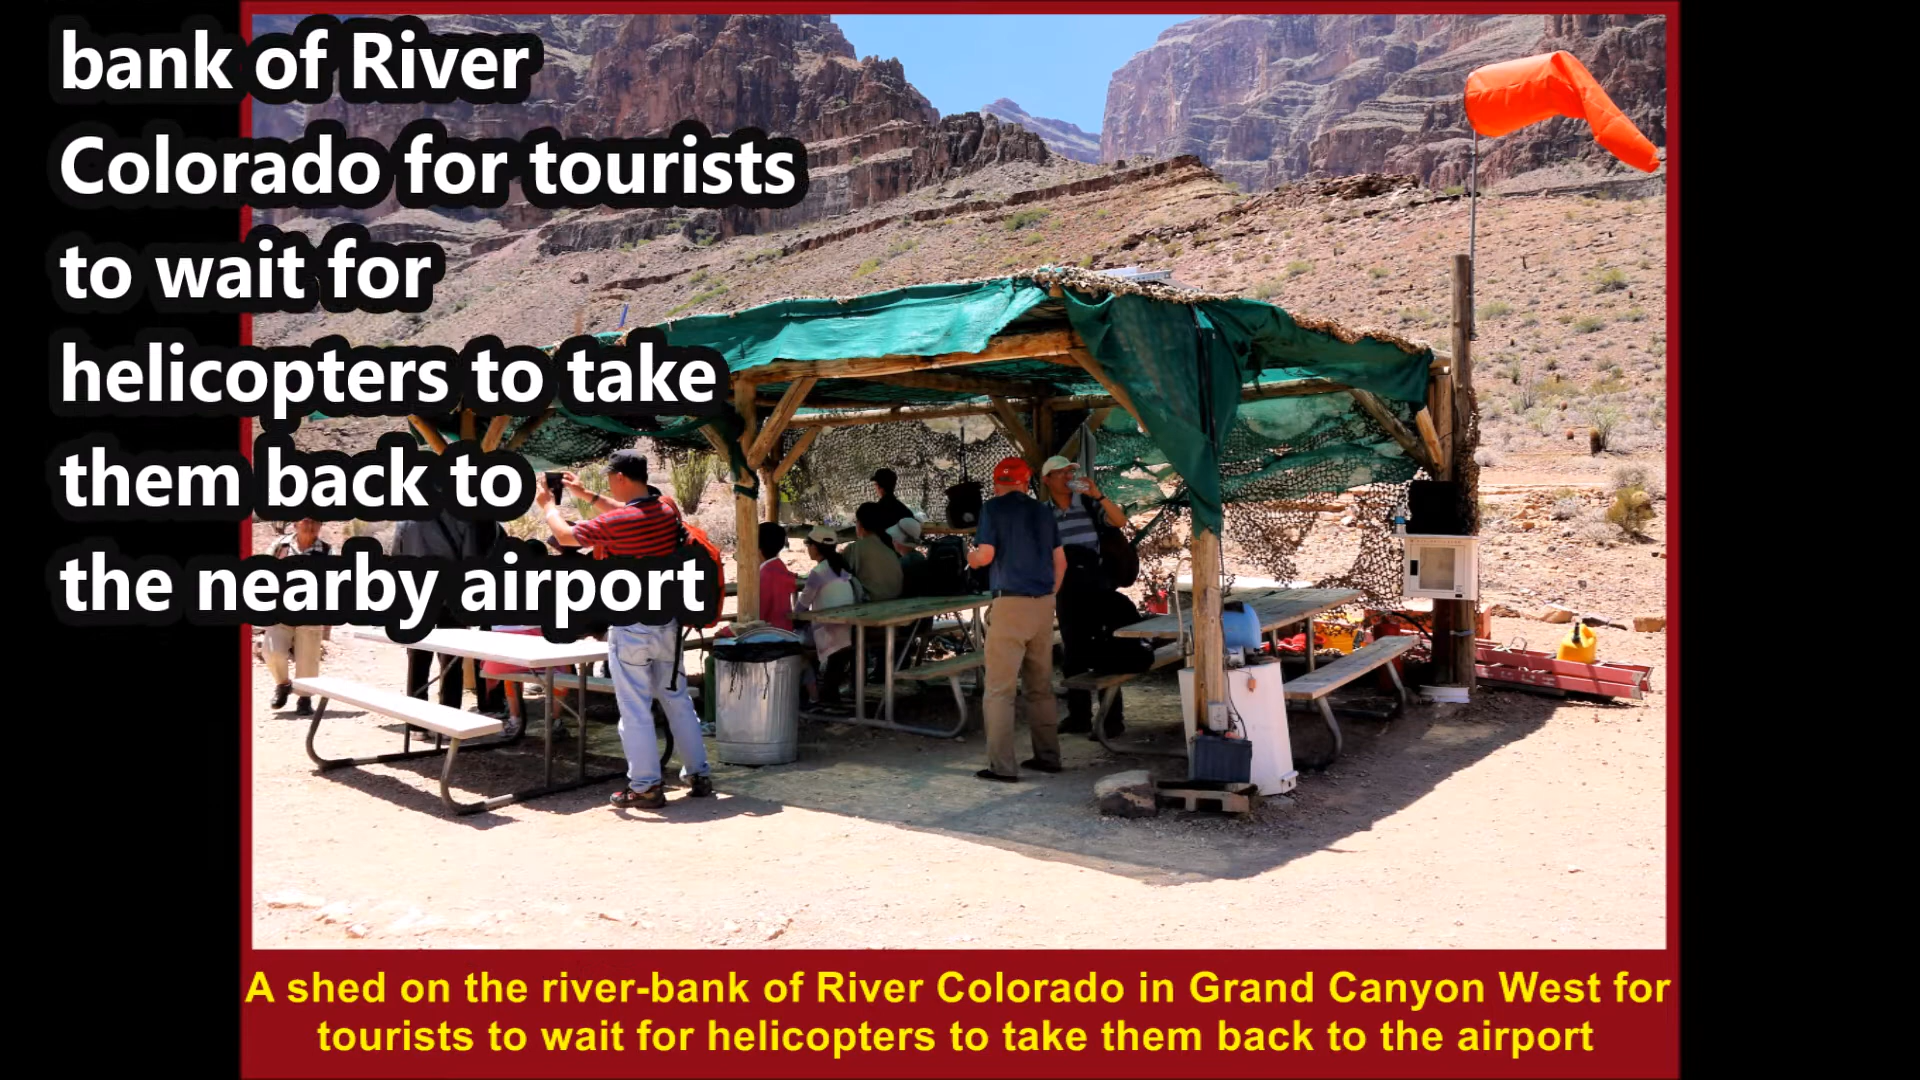 bank of River
Colorado for tourists
to wait for
helicopters to take
them back to
the nearby airport
A shed on the river-bank of River Colorado in Grand Canyon West for
tourists to wait for helicopters to take them back to the airport